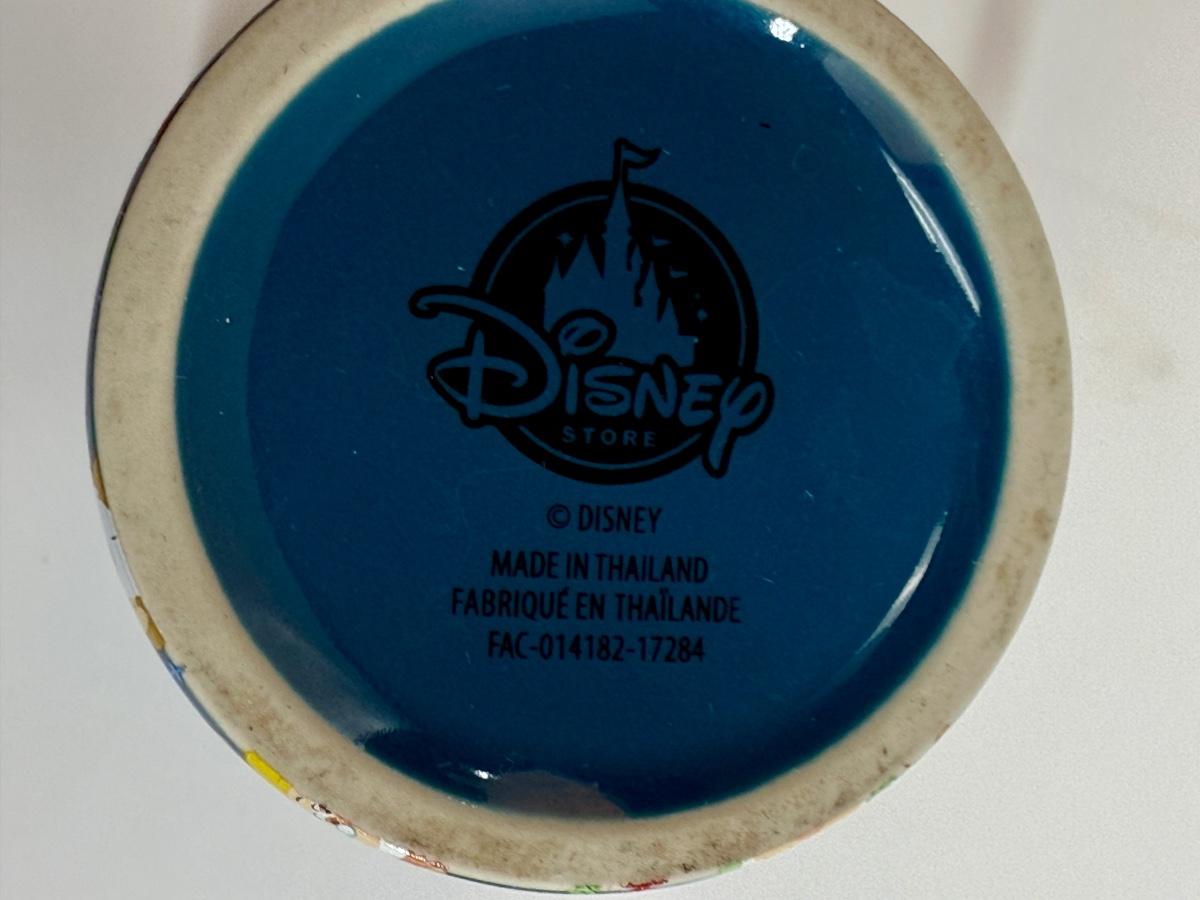 Disney
STORE
© DISNEY
MADE IN THAILAND
FABRIQUÉ EN THAÏLANDE
FAC-014182-17284